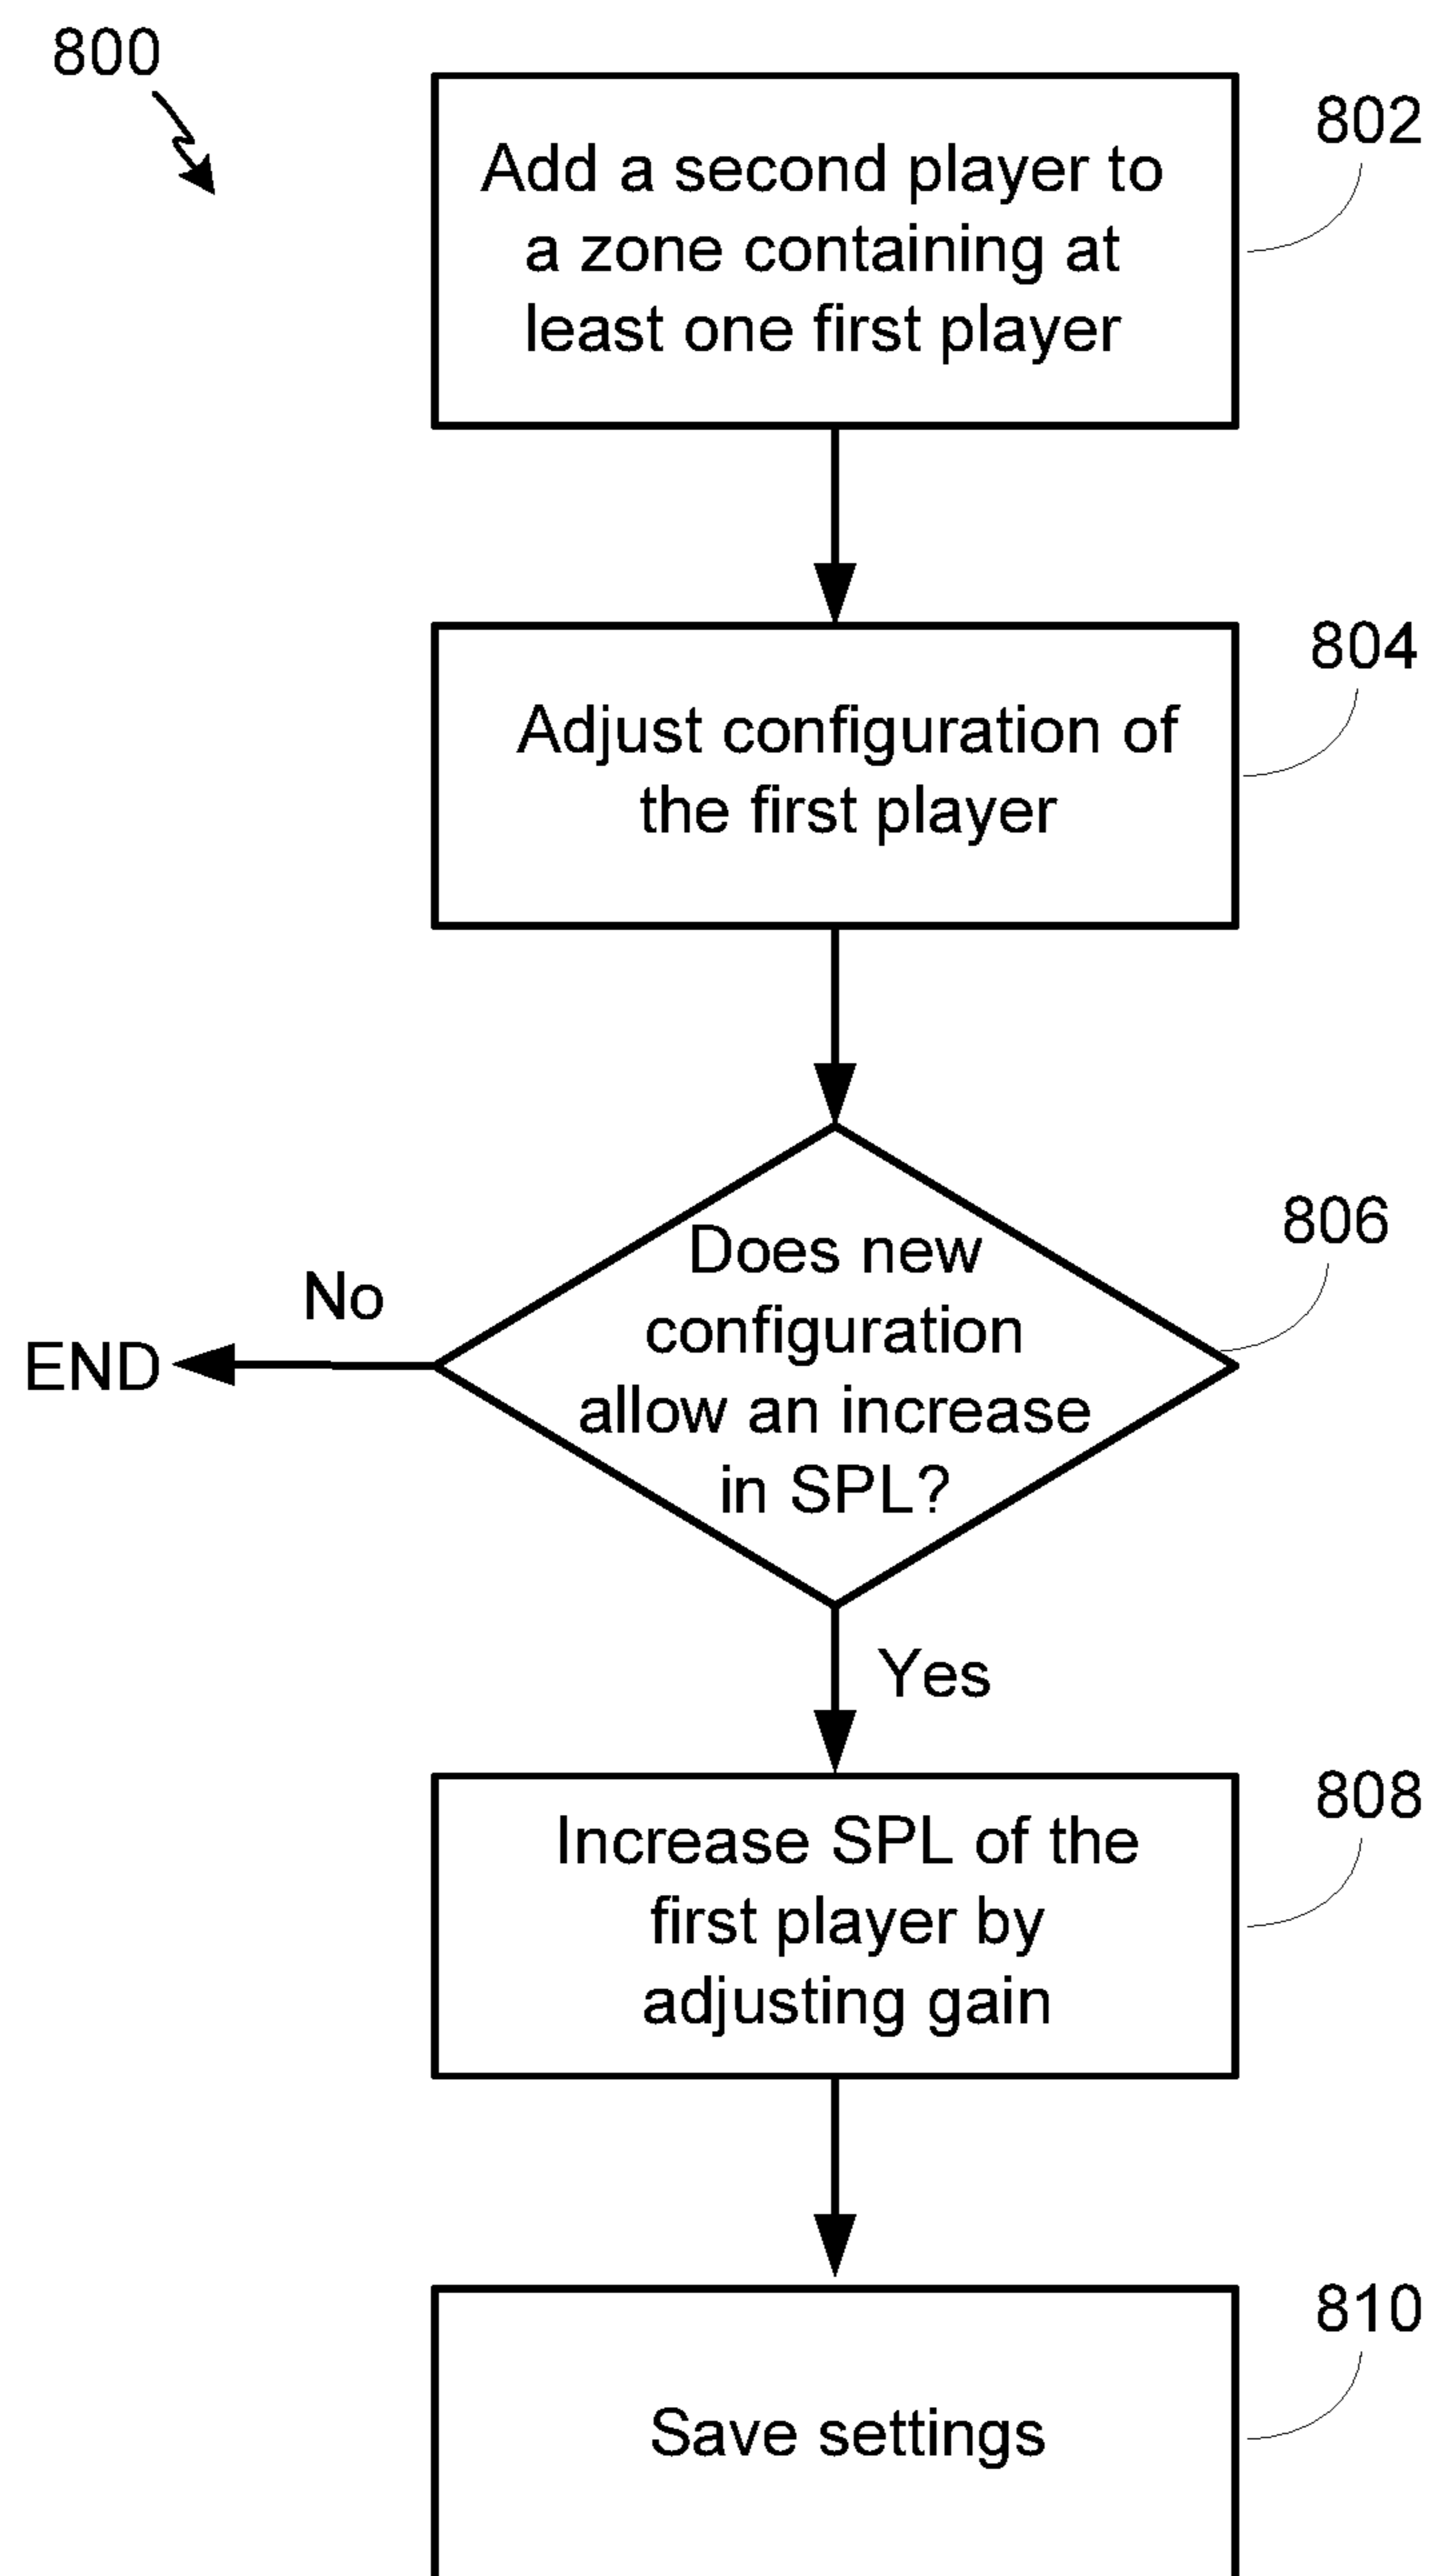 800
802
Add a second player to
a zone containing at
least one first player
804
Adjust configuration of
the first player
806
Does new
configuration
allow an increase
in SPL?
No
END
Yes
808
Increase SPL of the
first player by
adjusting gain
810
Save settings